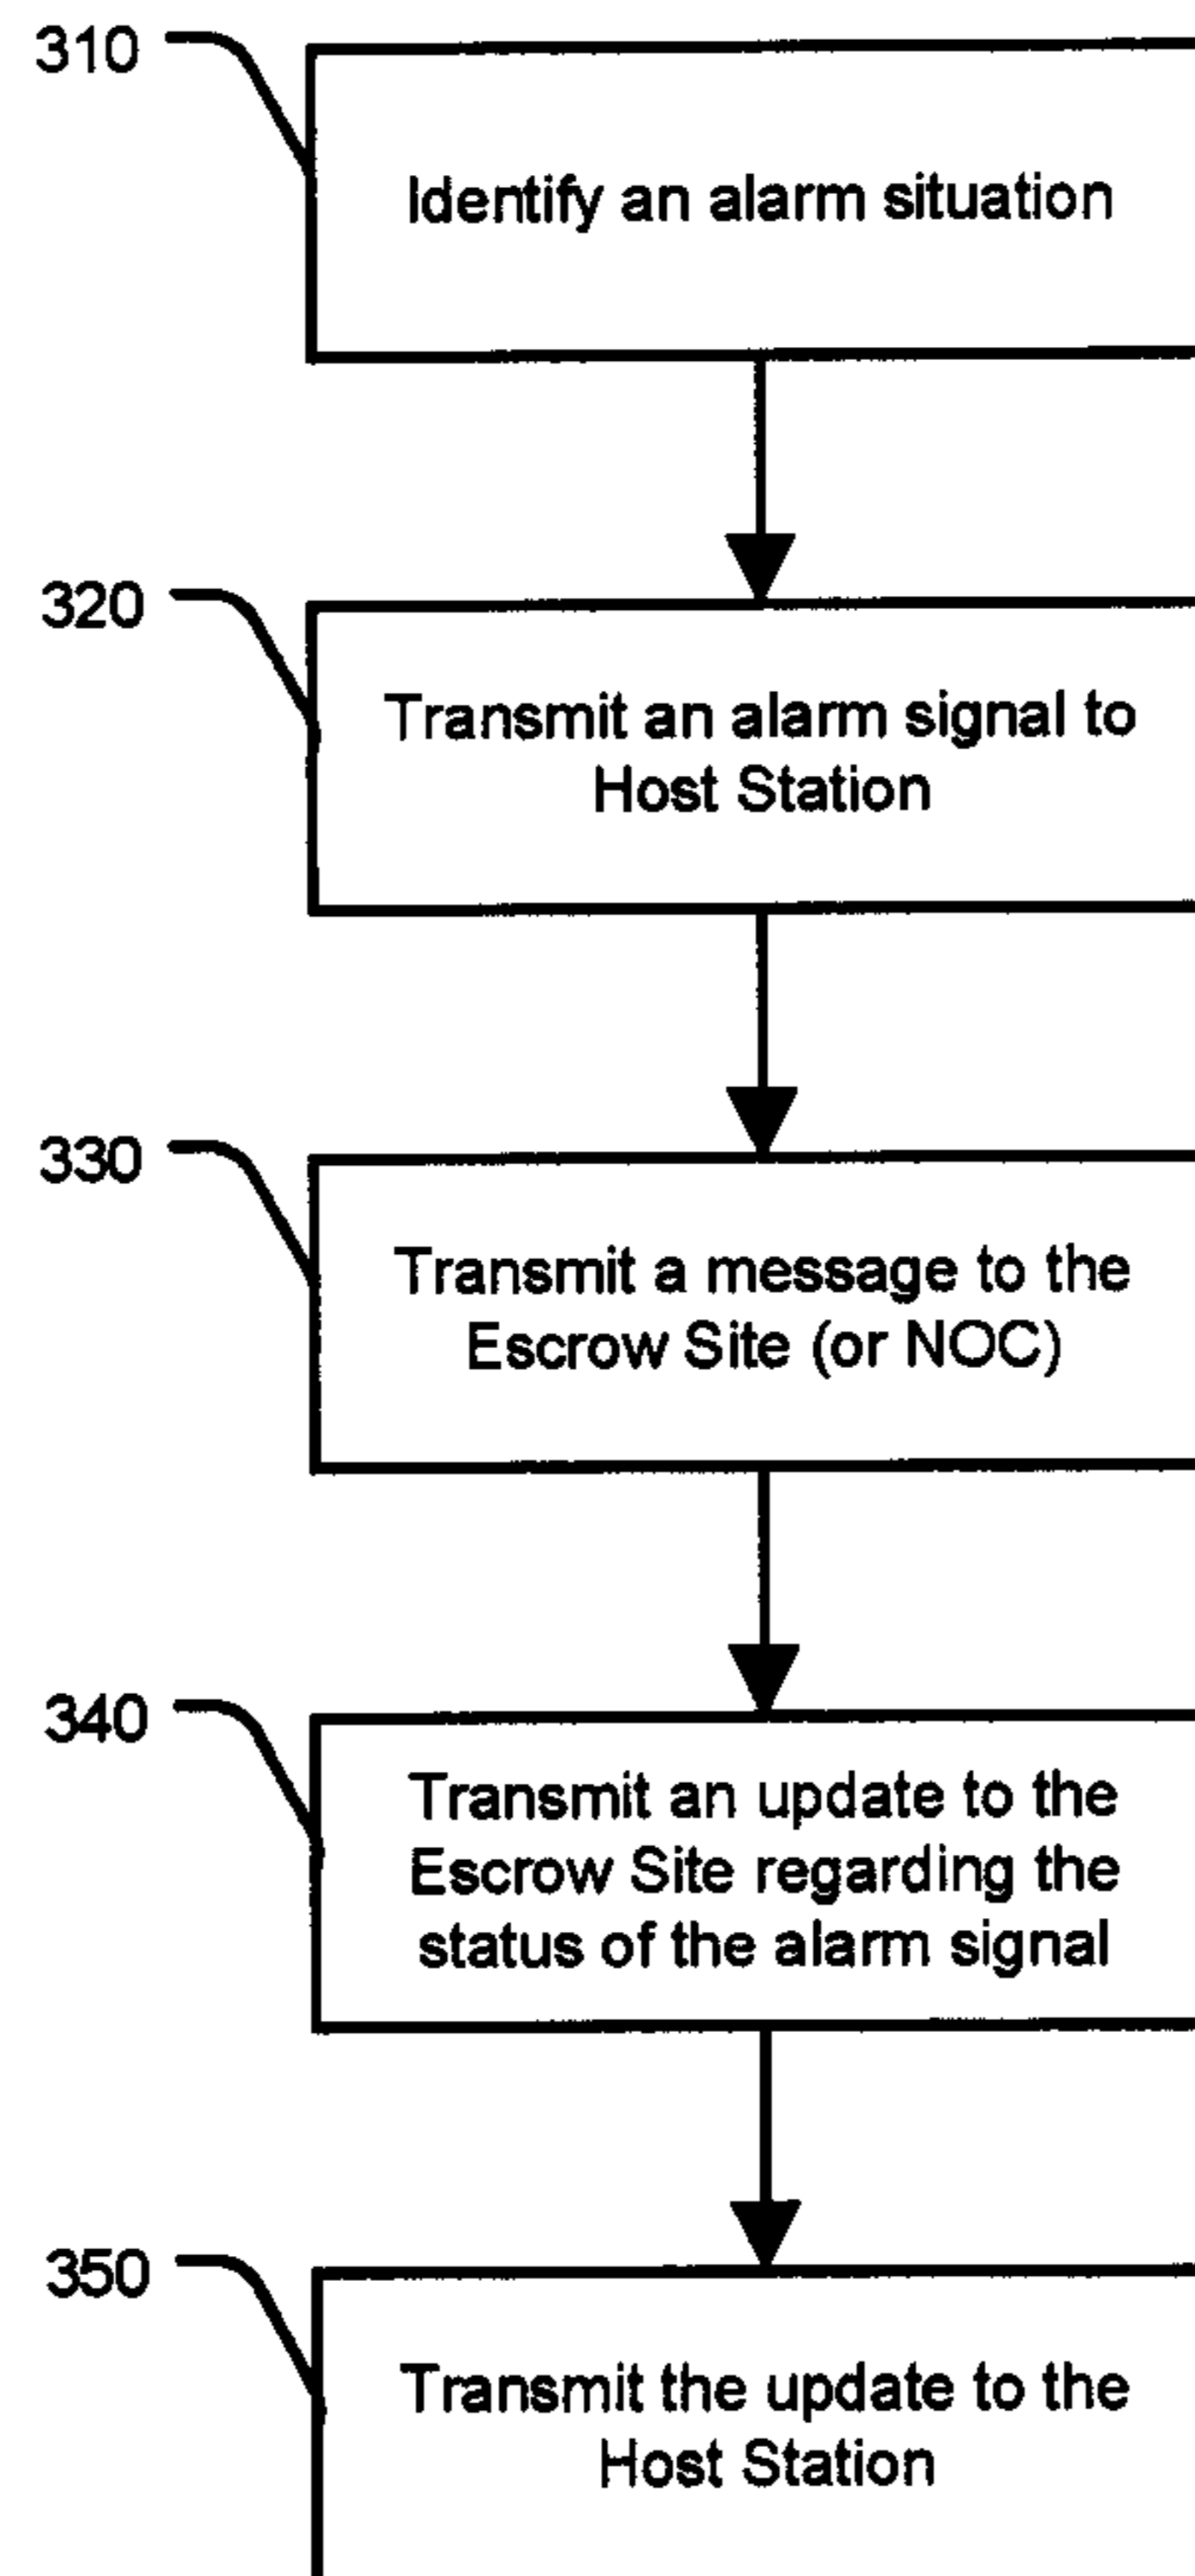 310
Identify an alarm situation
320
Transmit an alarm signal to
Host Station
330
Transmit a message to the
Escrow Site (or NOC)
340
Transmit an update to the
Escrow Site regarding the
status of the alarm signal
350
Transmit the update to the
Host Station